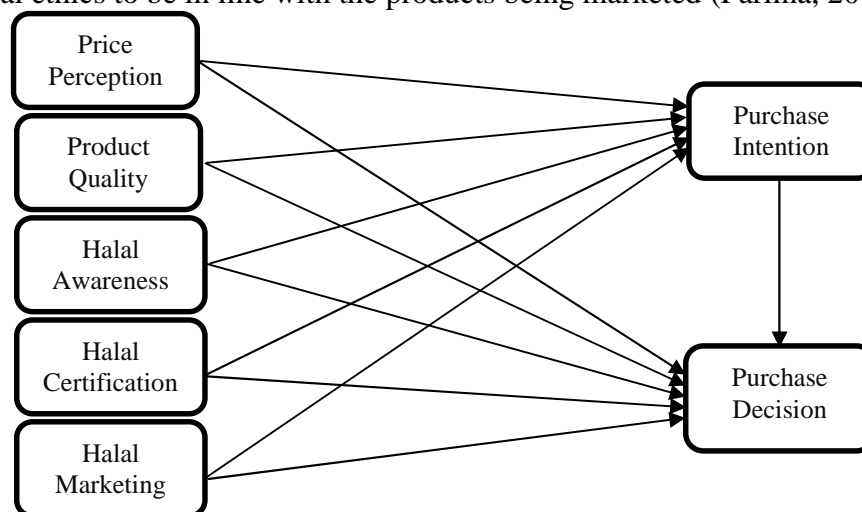 al ethics to be in line with the products being marketed
Price
Perception
Product
Quality
Halal
Awareness
Halal
Certification
Halal
Marketing
Purchase
Intention
Purchase
Decision